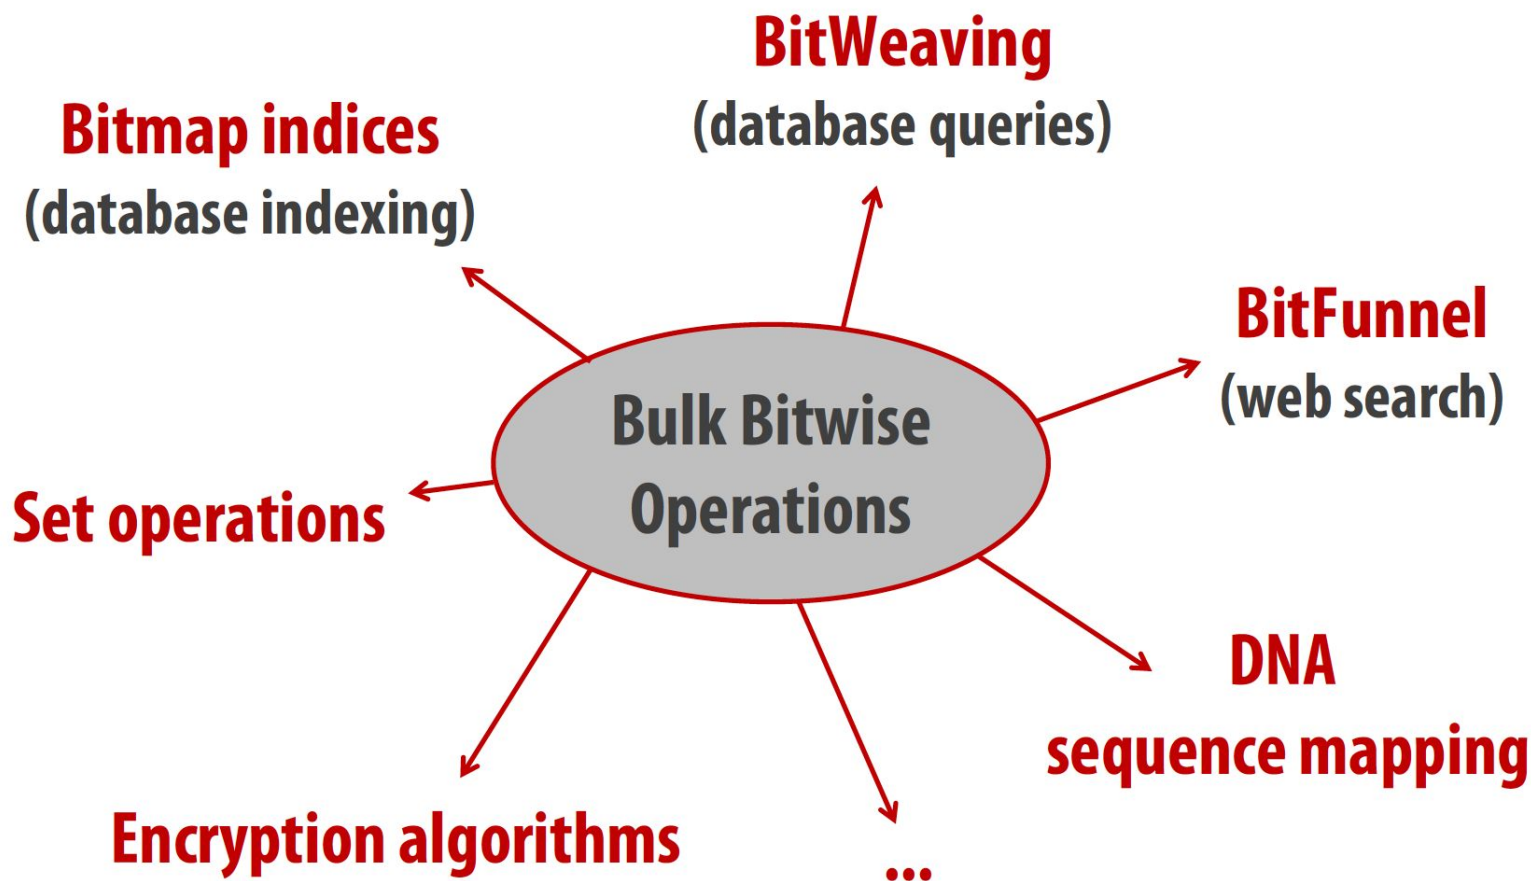 BitWeaving
(database queries)
Bitmap indices
(database indexing)
BitFunnel
(web search)
Bulk Bitwise
Operations
Set operations
DNA
sequence mapping
Encryption algorithms
...